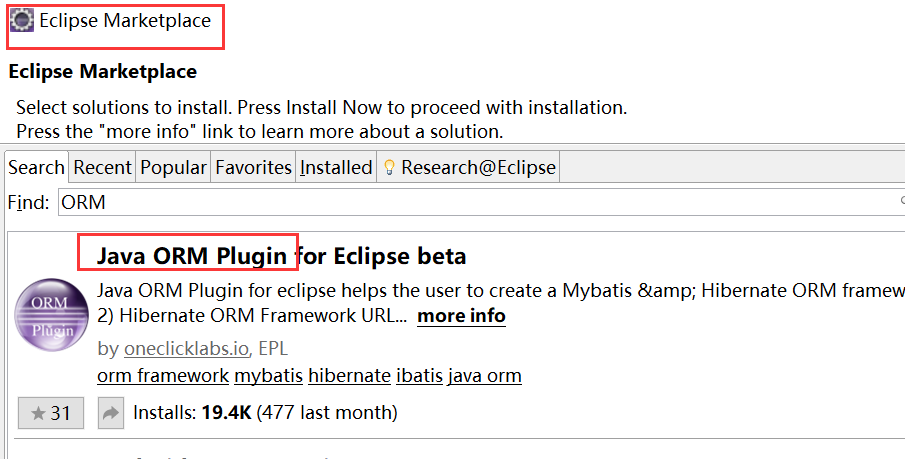 Eclipse Marketplace
Eclipse Marketplace
Select solutions to install. Press Install Now to proceed with installation.
Press the "more info" link to learn more about a solution.
Search Recent Popular Favorites Installed Research@Eclipse
Find: ORM
Java ORM Plugin for Eclipse beta
ORM
Plugin
Java ORM Plugin for eclipse helps the user to create a Mybatis &amp; Hibernate ORM framew
2) Hibernate ORM Framework URL... more info
by oneclicklabs.io, EPL
orm framework mybatis hibernate ibatis java orm
31 Installs: 19.4K (477 last month)